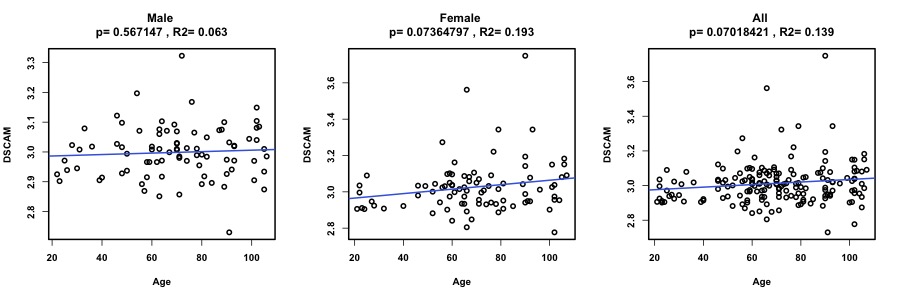 Male
p= 0.567147 , R2= 0.063
DSCAM
3.3
3.2
3.1
3.0
2.9
2.8
20 40 60 80 100
Age
Female
p= 0.07364797 , R2= 0.193
DSCAM
3.6
3.4
3.2
3.0
2.8
20 40 60 80 100
Age
All
p= 0.07018421 , R2= 0.139
DSCAM
3.6
3.4
3.2
3.0
2.8
20 40 60 80 100
Age